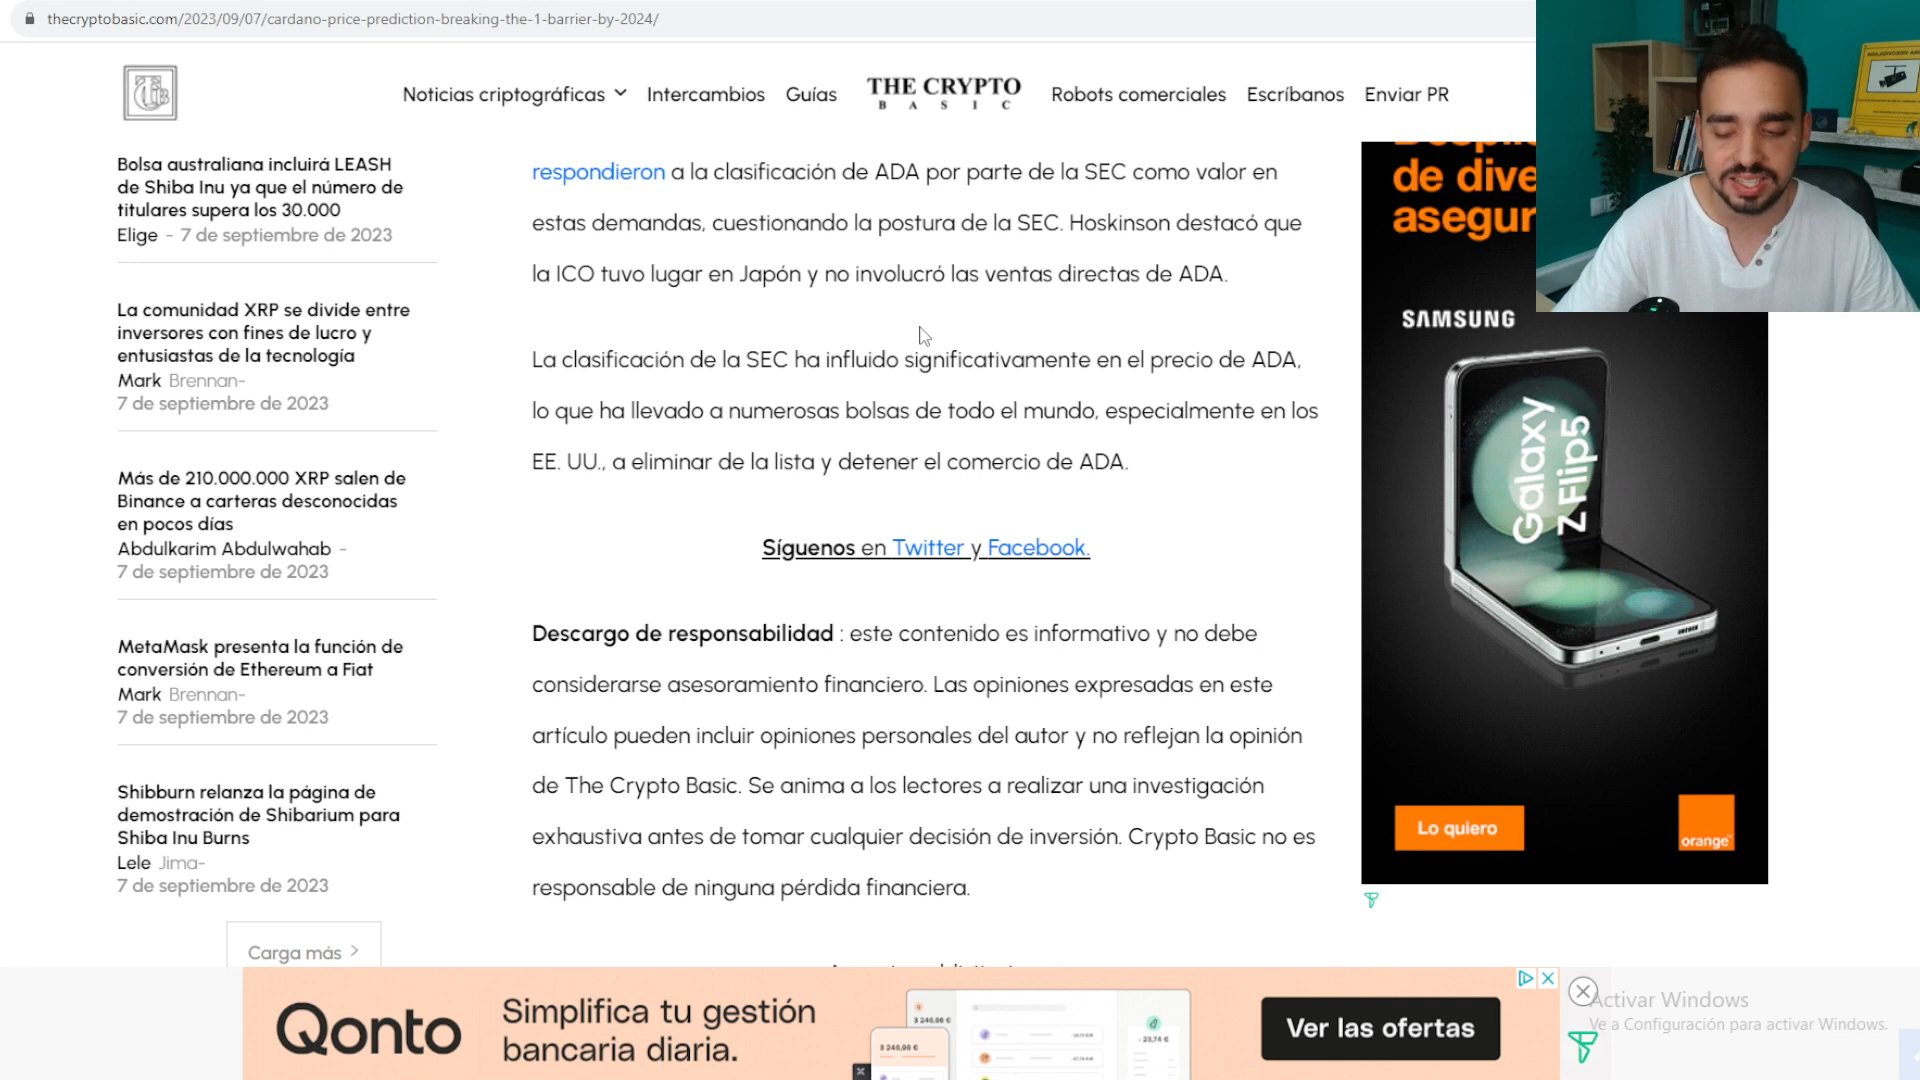 thecryptobasic.com/2023/09/07/cardano-price-prediction-breaking-the-1-barrier-by-2024/
Noticias criptográficas
Intercambios
Guías
THE CRYPTO
BASIC
Robots comerciales
Escríbanos
Enviar PR
Bolsa australiana incluirá LEASH
de Shiba Inu ya que el número de
titulares supera los 30.000
Elige - 7 de septiembre de 2023
La comunidad XRP se divide entre
inversores con fines de lucro y
entusiastas de la tecnología
Mark Brennan-
7 de septiembre de 2023
Más de 210.000.000 XRP salen de
Binance a carteras desconocidas
en pocos días
Abdulkarim Abdulwahab -
7 de septiembre de 2023
MetaMask presenta la función de
conversión de Ethereum a Fiat
Mark Brennan-
7 de septiembre de 2023
Shibburn relanza la página de
demostración de Shibarium para
Shiba Inu Burns
Lele Jima-
7 de septiembre de 2023
Carga más >
respondieron a la clasificación de ADA por parte de la SEC como valor en
estas demandas, cuestionando la postura de la SEC. Hoskinson destacó que
la ICO tuvo lugar en Japón y no involucró las ventas directas de ADA.
La clasificación de la SEC ha influido significativamente en el precio de ADA,
lo que ha llevado a numerosas bolsas de todo el mundo, especialmente en los
EE. UU., a eliminar de la lista y detener el comercio de ADA.
Síguenos en Twitter y Facebook.
Descargo de responsabilidad : este contenido es informativo y no debe
considerarse asesoramiento financiero. Las opiniones expresadas en este
artículo pueden incluir opiniones personales del autor y no reflejan la opinión
de The Crypto Basic. Se anima a los lectores a realizar una investigación
exhaustiva antes de tomar cualquier decisión de inversión. Crypto Basic no es
responsable de ninguna pérdida financiera.
de dive
asegur
SAMSUNG
Galaxy
Z Flip5
Lo quiero
orange
Qonto
Simplifica tu gestión
bancaria diaria.
3 246,98 €
3 246,98 €
- 23,74 €
Ver las ofertas
Activar Windows
Ve a Configuración para activar Windows.